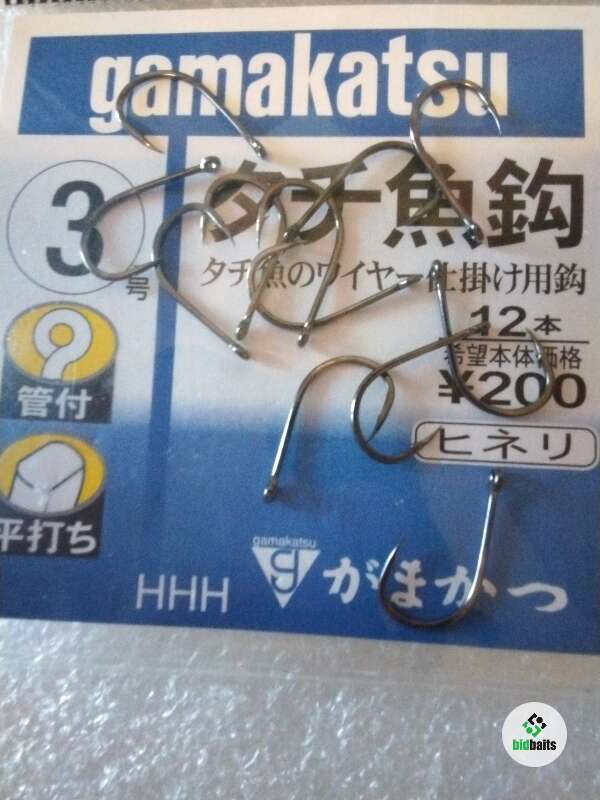 gamakatsu
3号
タチ魚鈎
タチ魚のワイヤー仕掛け用鈎
12本
希望本体価格
¥200
ヒネリ
管付
平打ち
HHH
gamakatsu
g
がまかつ
bidbaits